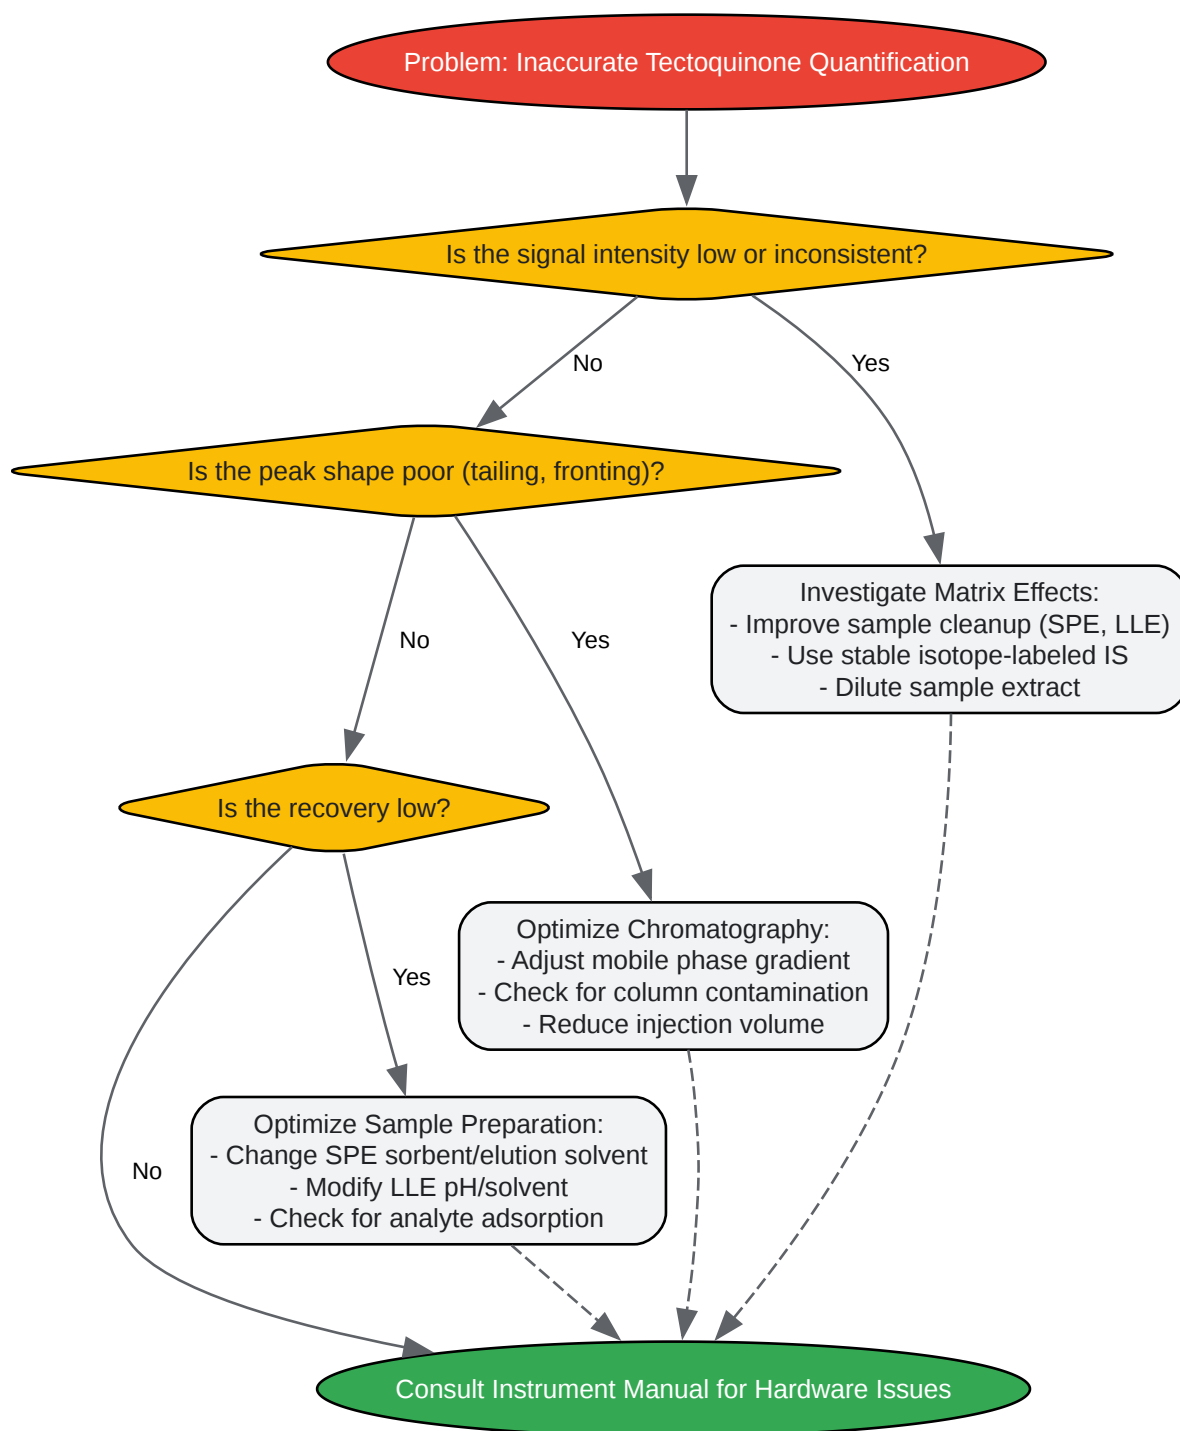 Problem: Inaccurate Tectoquinone Quantification
Is the signal intensity low or inconsistent?
No
Yes
Is the peak shape poor (tailing, fronting)?
Investigate Matrix Effects:
- Improve sample cleanup (SPE, LLE)
- Use stable isotope-labeled IS
- Dilute sample extract
No
Yes
Is the recovery low?
Optimize Chromatography:
- Adjust mobile phase gradient
- Check for column contamination
- Reduce injection volume
Yes
No
Optimize Sample Preparation:
- Change SPE sorbent/elution solvent
- Modify LLE pH/solvent
- Check for analyte adsorption
Consult Instrument Manual for Hardware Issues